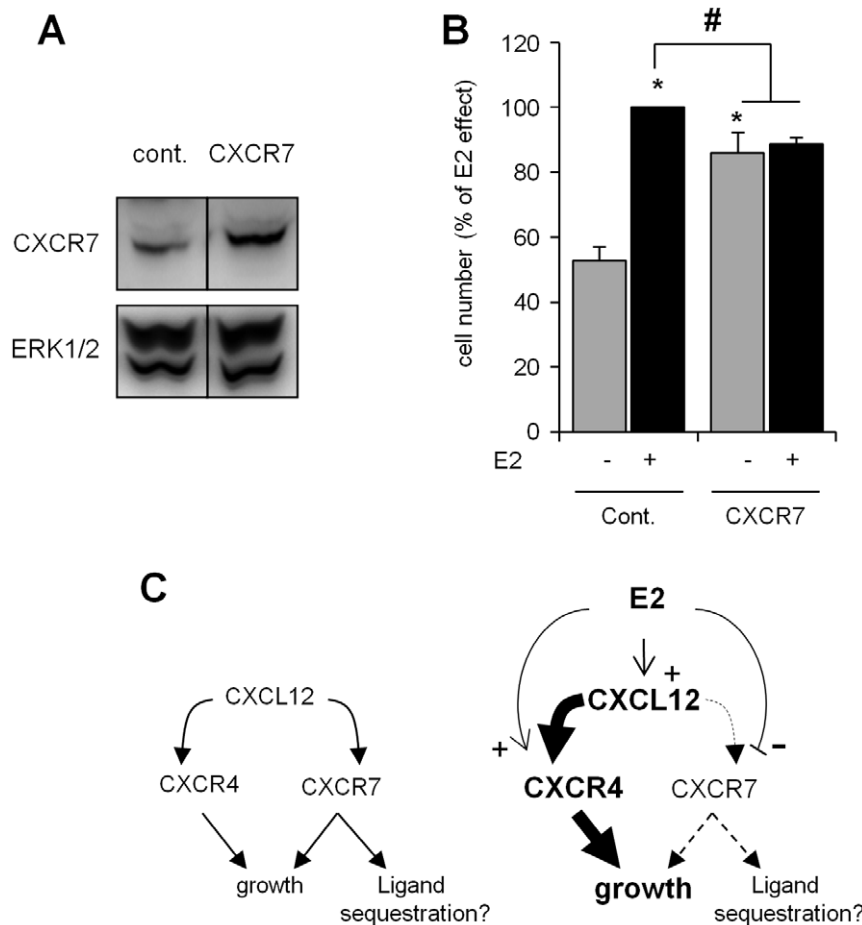 A
cont. CXCR7
CXCR7
ERK1/2
B
#
120
100
80
60
40
20
0
*
*
cell number (% of E2 effect)
E2 - + - +
Cont. CXCR7
C
CXCL12
CXCR4 CXCR7
growth Ligand
sequestration?
E2
+
CXCL12
+ -
CXCR4 CXCR7
growth Ligand
sequestration?